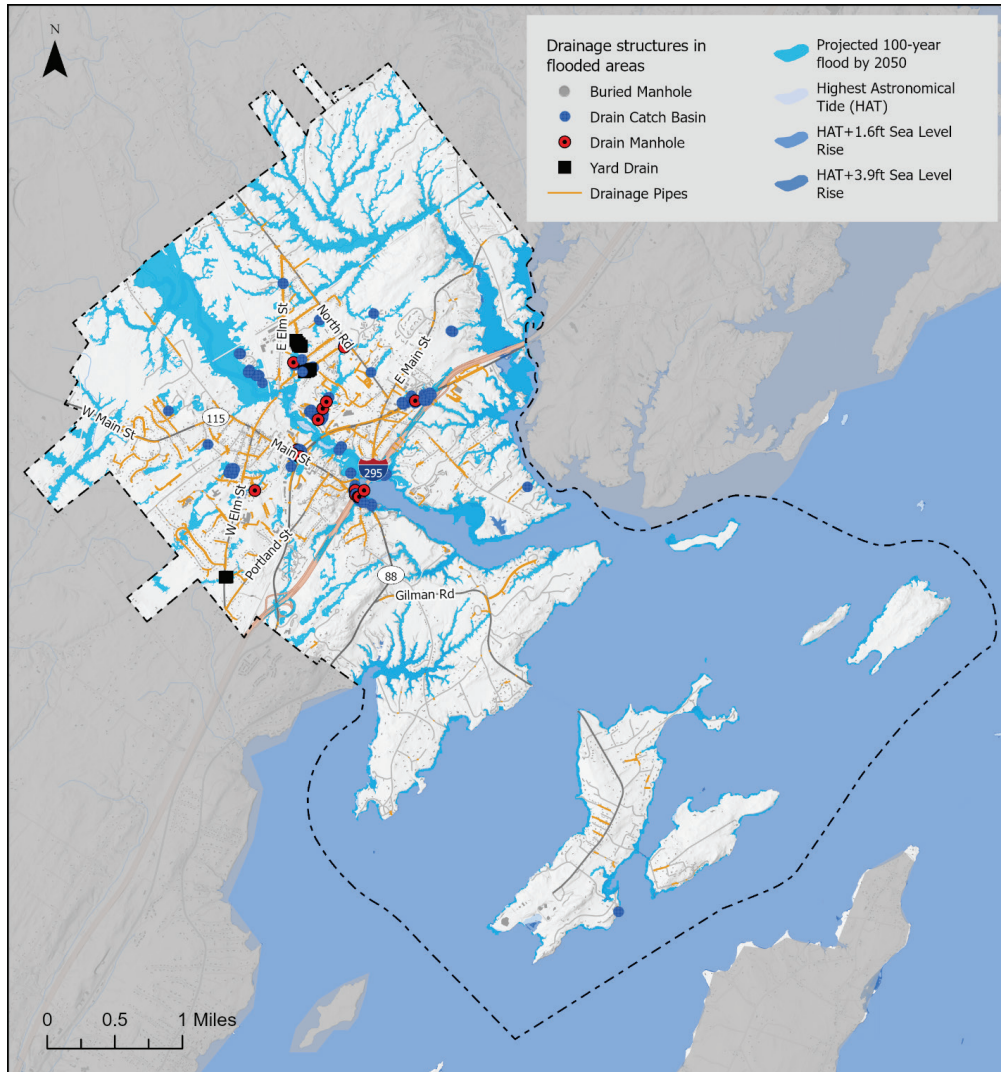 N
Drainage structures in
flooded areas
Buried Manhole
Drain Catch Basin
Drain Manhole
Yard Drain
Drainage Pipes
Projected 100-year
flood by 2050
Highest Astronomical
Tide (HAT)
HAT+1.6ft Sea Level
Rise
HAT+3.9ft Sea Level
Rise
E Elm St
North Rd
E Main St
W Main St
115
Main St
295
W Elm St
Portland St
88
Gilman Rd
0 0.5 1 Miles